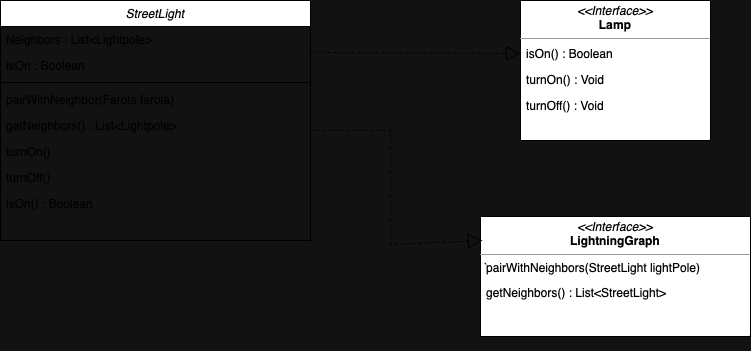 StreetLight
Neighbors : List<Lightpole>
isOn : Boolean
pairWithNeighbor(Farola farola)
getNeighbors() : List<Lightpole>
turnOn()
turnOff()
isOn() : Boolean
<<Interface>>
Lamp
isOn() : Boolean
turnOn() : Void
turnOff() : Void
<<Interface>>
LightningGraph
pairWithNeighbors(StreetLight lightPole)
getNeighbors() : List<StreetLight>